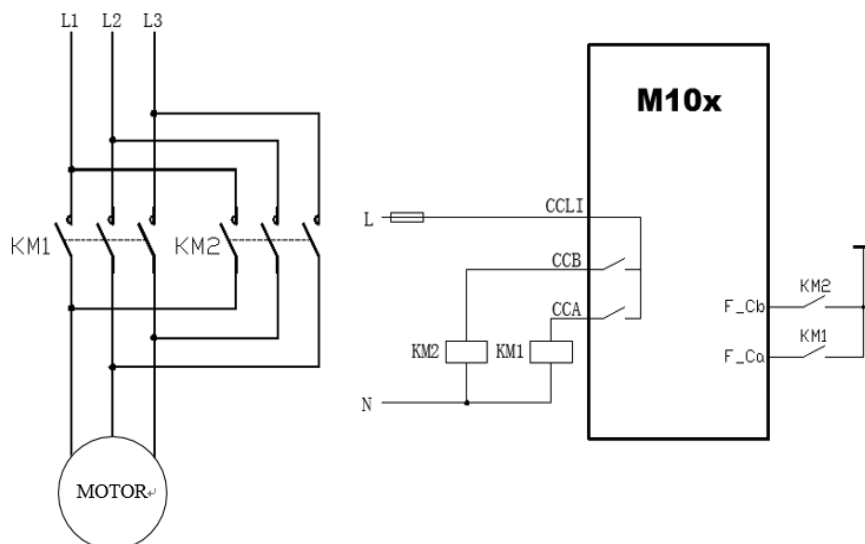 L1 L2 L3
KM1
KM2
MOTOR↵
M10x
L
CCLI
CCB
CCA
KM2
KM1
N
F_Cb
KM2
F_Ca
KM1